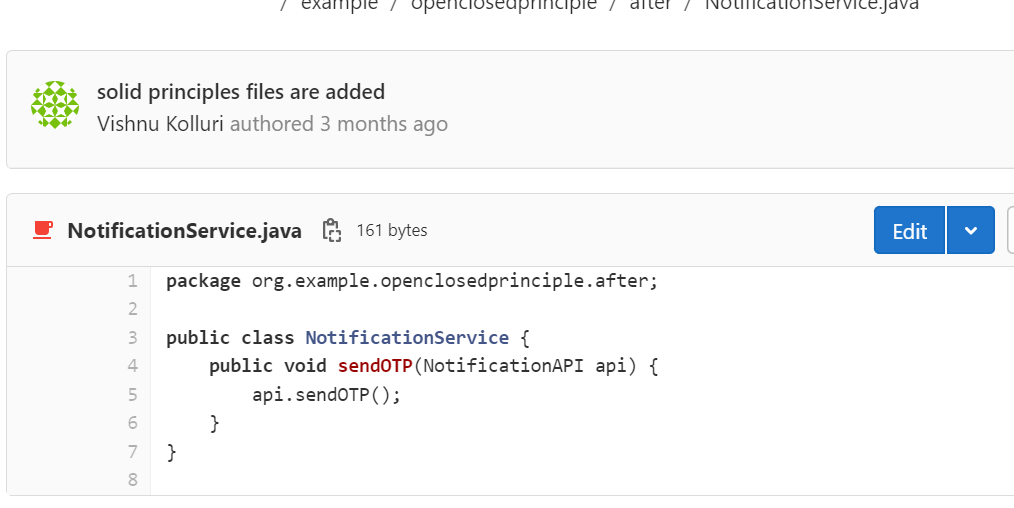 / example / openclosedprinciple / after / NotificationService.java
solid principles files are added
Vishnu Kolluri authored 3 months ago
NotificationService.java 161 bytes Edit
1 package org.example.openclosedprinciple.after;
2
3 public class NotificationService {
4 public void sendOTP(NotificationAPI api) {
5 api.sendOTP();
6 }
7 }
8